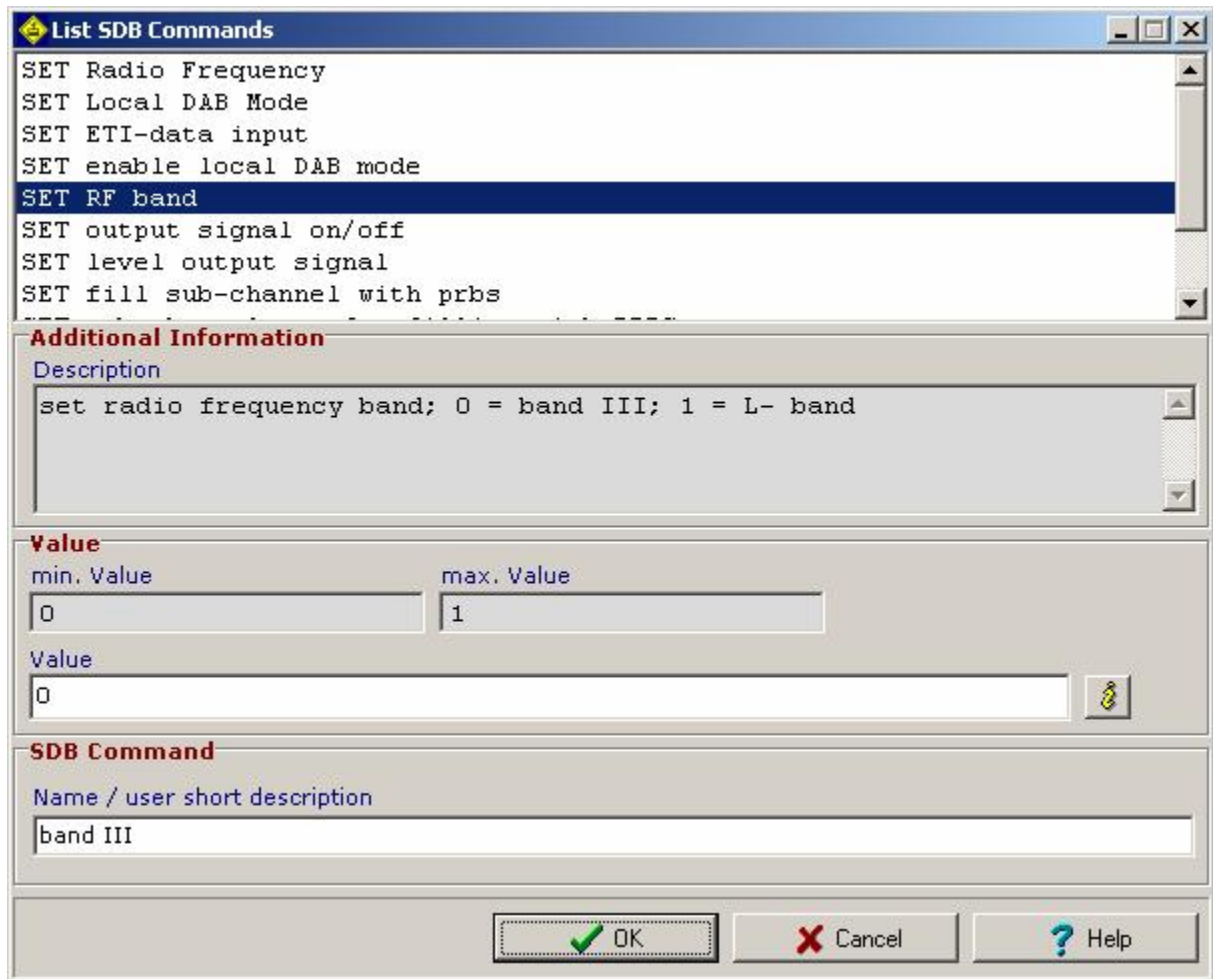 List SDB Commands
SET Radio Frequency
SET Local DAB Mode
SET ETI-data input
SET enable local DAB mode
SET RF band
SET output signal on/off
SET level output signal
SET fill sub-channel with prbs
Additional Information
Description
set radio frequency band; 0 = band III; 1 = L- band
Value
min. Value max. Value
0 1
Value
0
SDB Command
Name / user short description
band III
OK Cancel Help